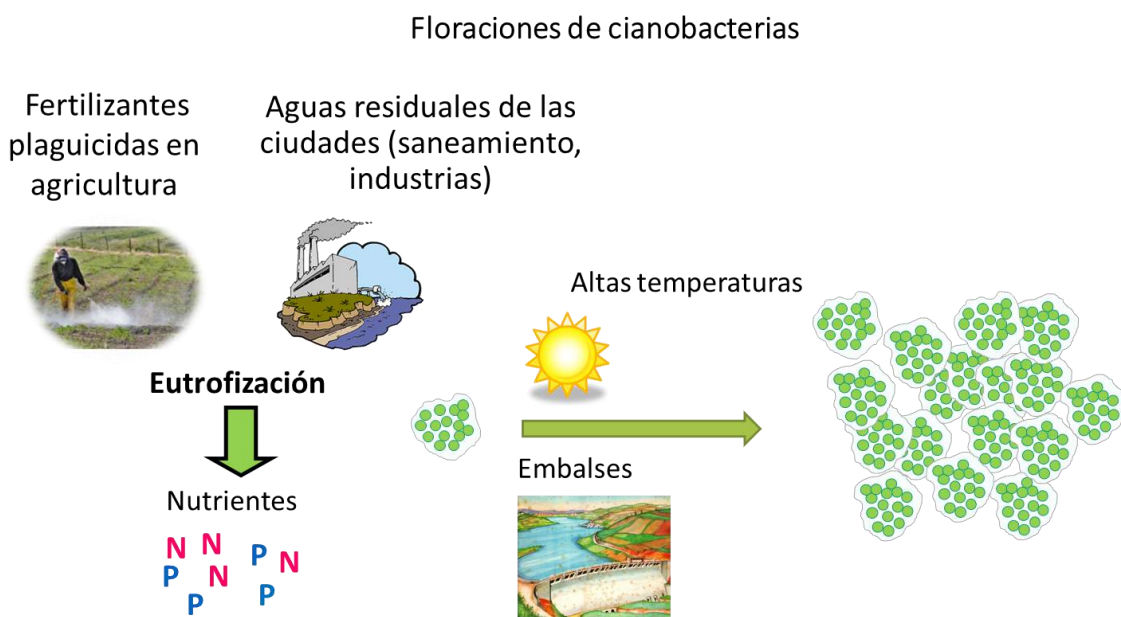 Floraciones de cianobacterias
Fertilizantes
plaguicidas en
agricultura
Aguas residuales de las
ciudades (saneamiento,
industrias)
Altas temperaturas
Eutrofización
Embalses
Nutrientes
N N P N
P N
P P